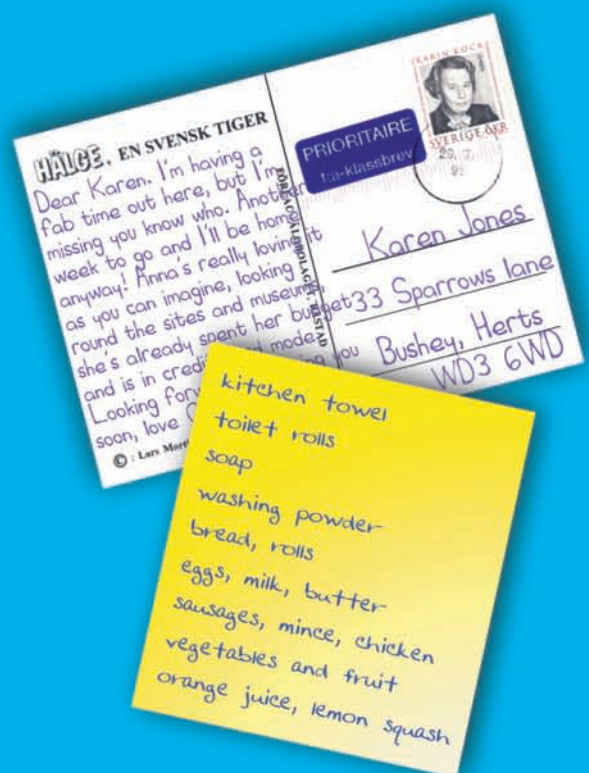 HÄLGE, EN SVENSK TIGER
Dear Karen. I'm having a
fab time out here, but I'm
missing you know who. Another
week to go and I'll be home
anyway! Anna's really loving it
as you can imagine, looking
round the sites and museums
she's already spent her budget
and is in credit mode
Looking you
soon, love
© : Lars
PRIORITAIRE
1:a-klassbrev
KARIN KOCK
SVERIGE 6KR
Karen Jones
33 Sparrows lane
Bushey, Herts
WD3 6WD
kitchen towel
toilet rolls
soap
washing powder
bread, rolls
eggs, milk, butter
sausages, mince, chicken
vegetables and fruit
orange juice, lemon squash